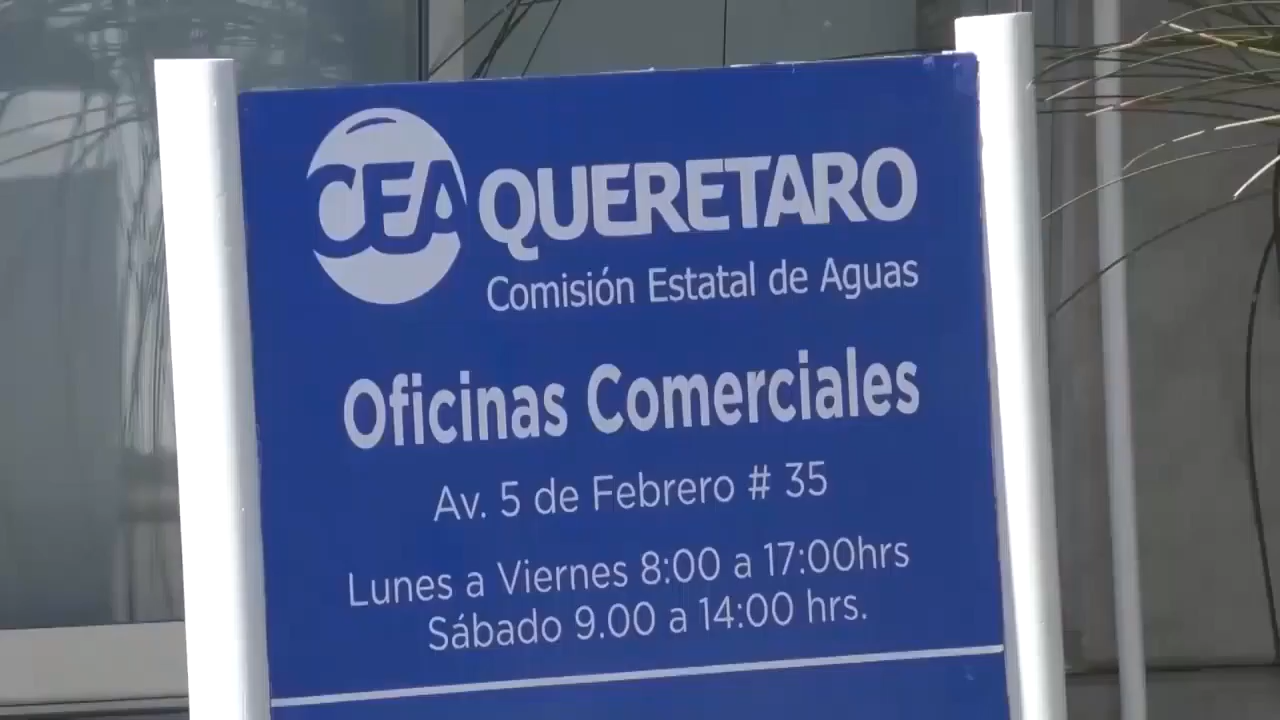 CEA QUERETARO
Comisión Estatal de Aguas
Oficinas Comerciales
Av. 5 de Febrero # 35
Lunes a Viernes 8:00 a 17:00hrs
Sábado 9.00 a 14:00 hrs.